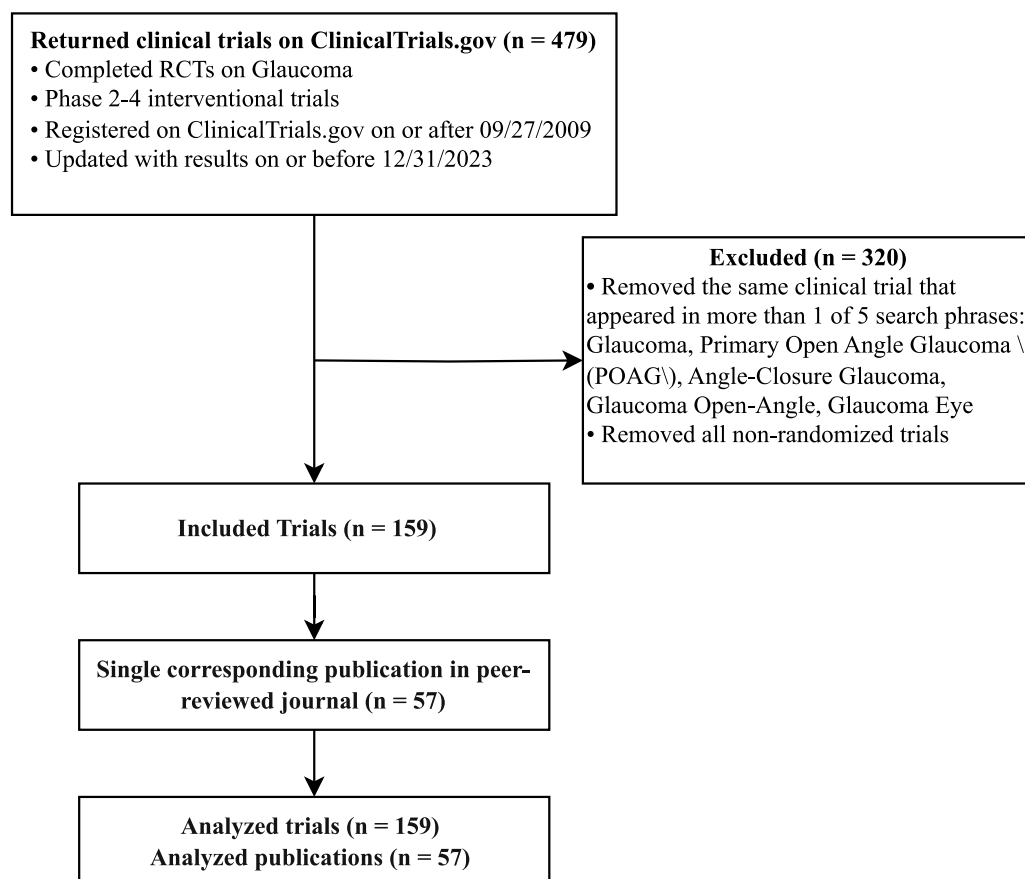 Returned clinical trials on ClinicalTrials.gov (n = 479)
• Completed RCTs on Glaucoma
• Phase 2-4 interventional trials
• Registered on ClinicalTrials.gov on or after 09/27/2009
• Updated with results on or before 12/31/2023
Excluded (n = 320)
• Removed the same clinical trial that
appeared in more than 1 of 5 search phrases:
Glaucoma, Primary Open Angle Glaucoma \
(POAG\), Angle-Closure Glaucoma,
Glaucoma Open-Angle, Glaucoma Eye
• Removed all non-randomized trials
Included Trials (n = 159)
Single corresponding publication in peer-
reviewed journal (n = 57)
Analyzed trials (n = 159)
Analyzed publications (n = 57)